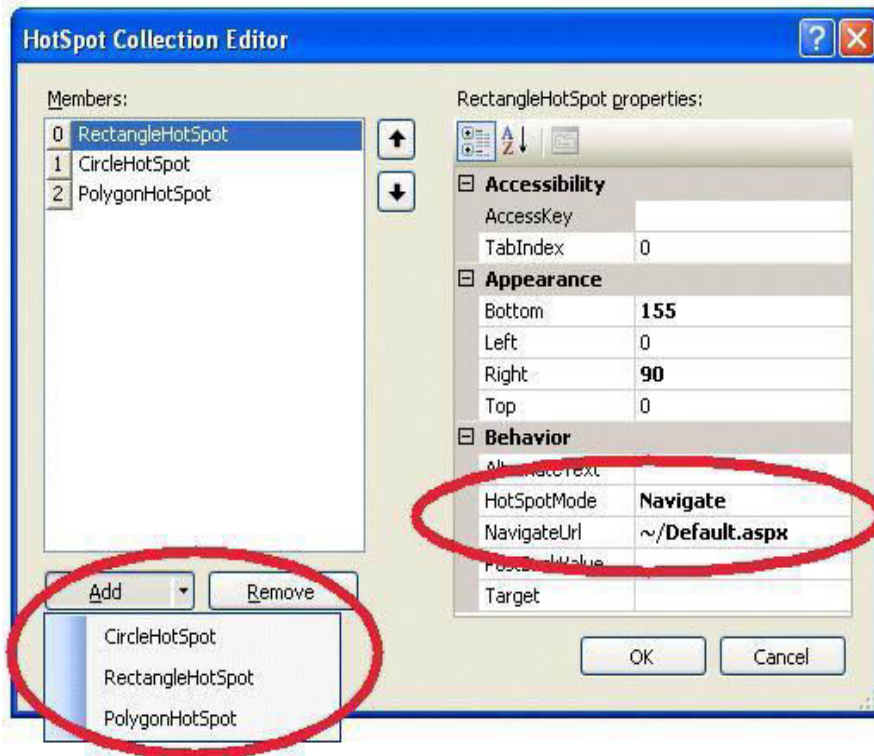 HotSpot Collection Editor
Members:
0 RectangleHotSpot
1 CircleHotSpot
2 PolygonHotSpot
Add
Remove
CircleHotSpot
RectangleHotSpot
PolygonHotSpot
RectangleHotSpot properties:
Accessibility
AccessKey
TabIndex 0
Appearance
Bottom 155
Left 0
Right 90
Top 0
Behavior
AlternateText
HotSpotMode Navigate
NavigateUrl ~/Default.aspx
PostBackValue
Target
OK
Cancel